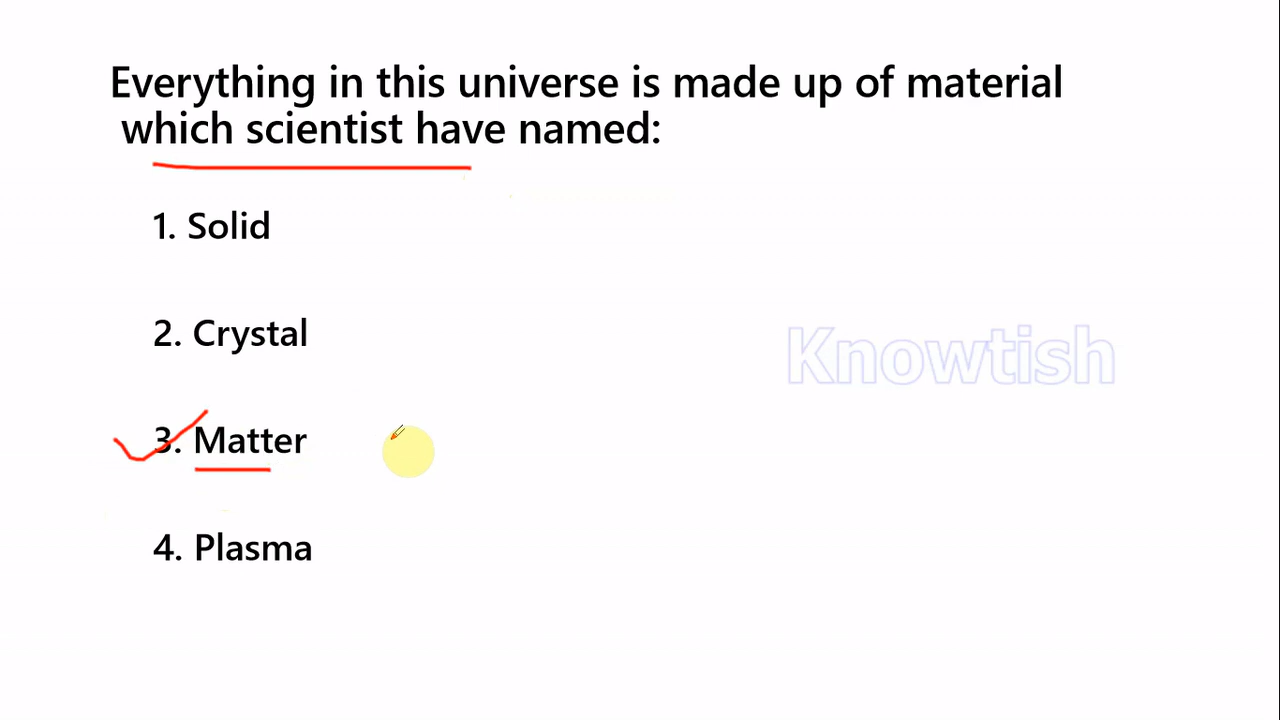 Everything in this universe is made up of material
which scientist have named:
1. Solid
2. Crystal
Knowtish
3. Matter
4. Plasma